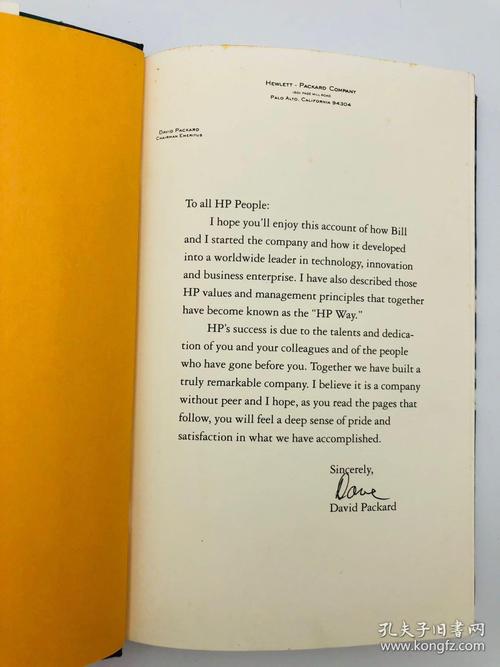 HEWLETT - PACKARD COMPANY
1501 PAGE MILL ROAD
PALO ALTO, CALIFORNIA 94304
DAVID PACKARD
CHAIRMAN EMERITUS
To all HP People:
I hope you'll enjoy this account of how Bill
and I started the company and how it developed
into a worldwide leader in technology, innovation
and business enterprise. I have also described those
HP values and management principles that together
have become known as the "HP Way."
HP's success is due to the talents and dedica-
tion of you and your colleagues and of the people
who have gone before you. Together we have built a
truly remarkable company. I believe it is a company
without peer and I hope, as you read the pages that
follow, you will feel a deep sense of pride and
satisfaction in what we have accomplished.
Sincerely,
Dave
David Packard
孔夫子旧书网
www.kongfz.com